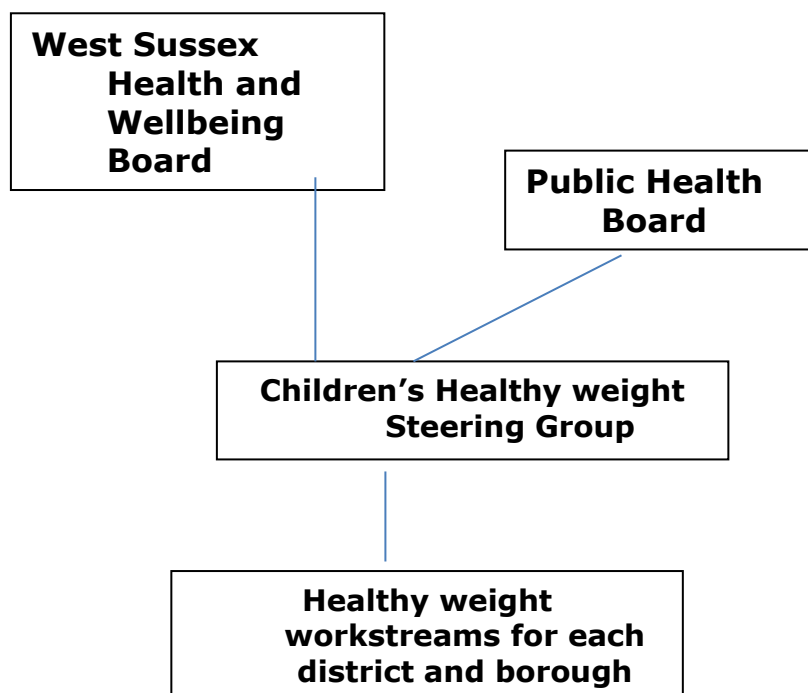 West Sussex
Health and
Wellbeing
Board
Public Health
Board
Children’s Healthy weight
Steering Group
Healthy weight
workstreams for each
district and borough